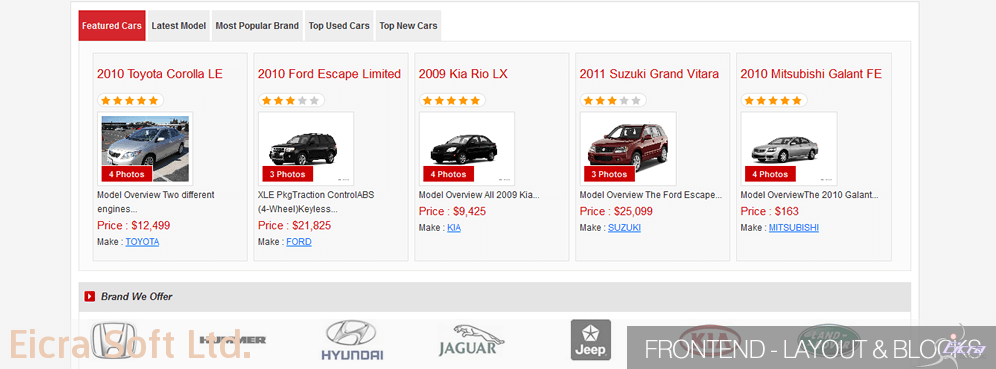 Featured Cars Latest Model Most Popular Brand Top Used Cars Top New Cars
2010 Toyota Corolla LE
4 Photos
Model Overview Two different
engines...
Price : $12,499
Make : TOYOTA
2010 Ford Escape Limited
3 Photos
XLE PkgTraction ControlABS
(4-Wheel)Keyless...
Price : $21,825
Make : FORD
2009 Kia Rio LX
4 Photos
Model Overview All 2009 Kia...
Price : $9,425
Make : KIA
2011 Suzuki Grand Vitara
3 Photos
Model Overview The Ford Escape...
Price : $25,099
Make : SUZUKI
2010 Mitsubishi Galant FE
4 Photos
Model OverviewThe 2010 Galant...
Price : $163
Make : MITSUBISHI
Brand We Offer
HUMMER
HYUNDAI
JAGUAR
Jeep
KIA
LAND ROVER
Eicra Soft Ltd.
FRONTEND - LAYOUT & BLOCKS